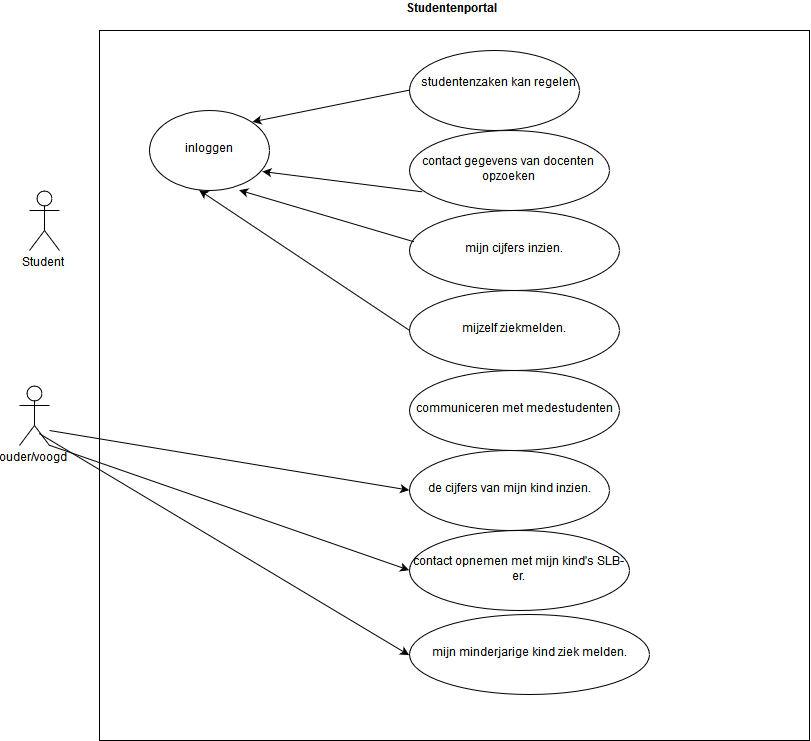 Studentenportal
studentenzaken kan regelen
inloggen
contact gegevens van docenten
opzoeken
mijn cijfers inzien.
Student
mijzelf ziekmelden.
communiceren met medestudenten
ouder/voogd
de cijfers van mijn kind inzien.
contact opnemen met mijn kind's SLB-
er.
mijn minderjarige kind ziek melden.